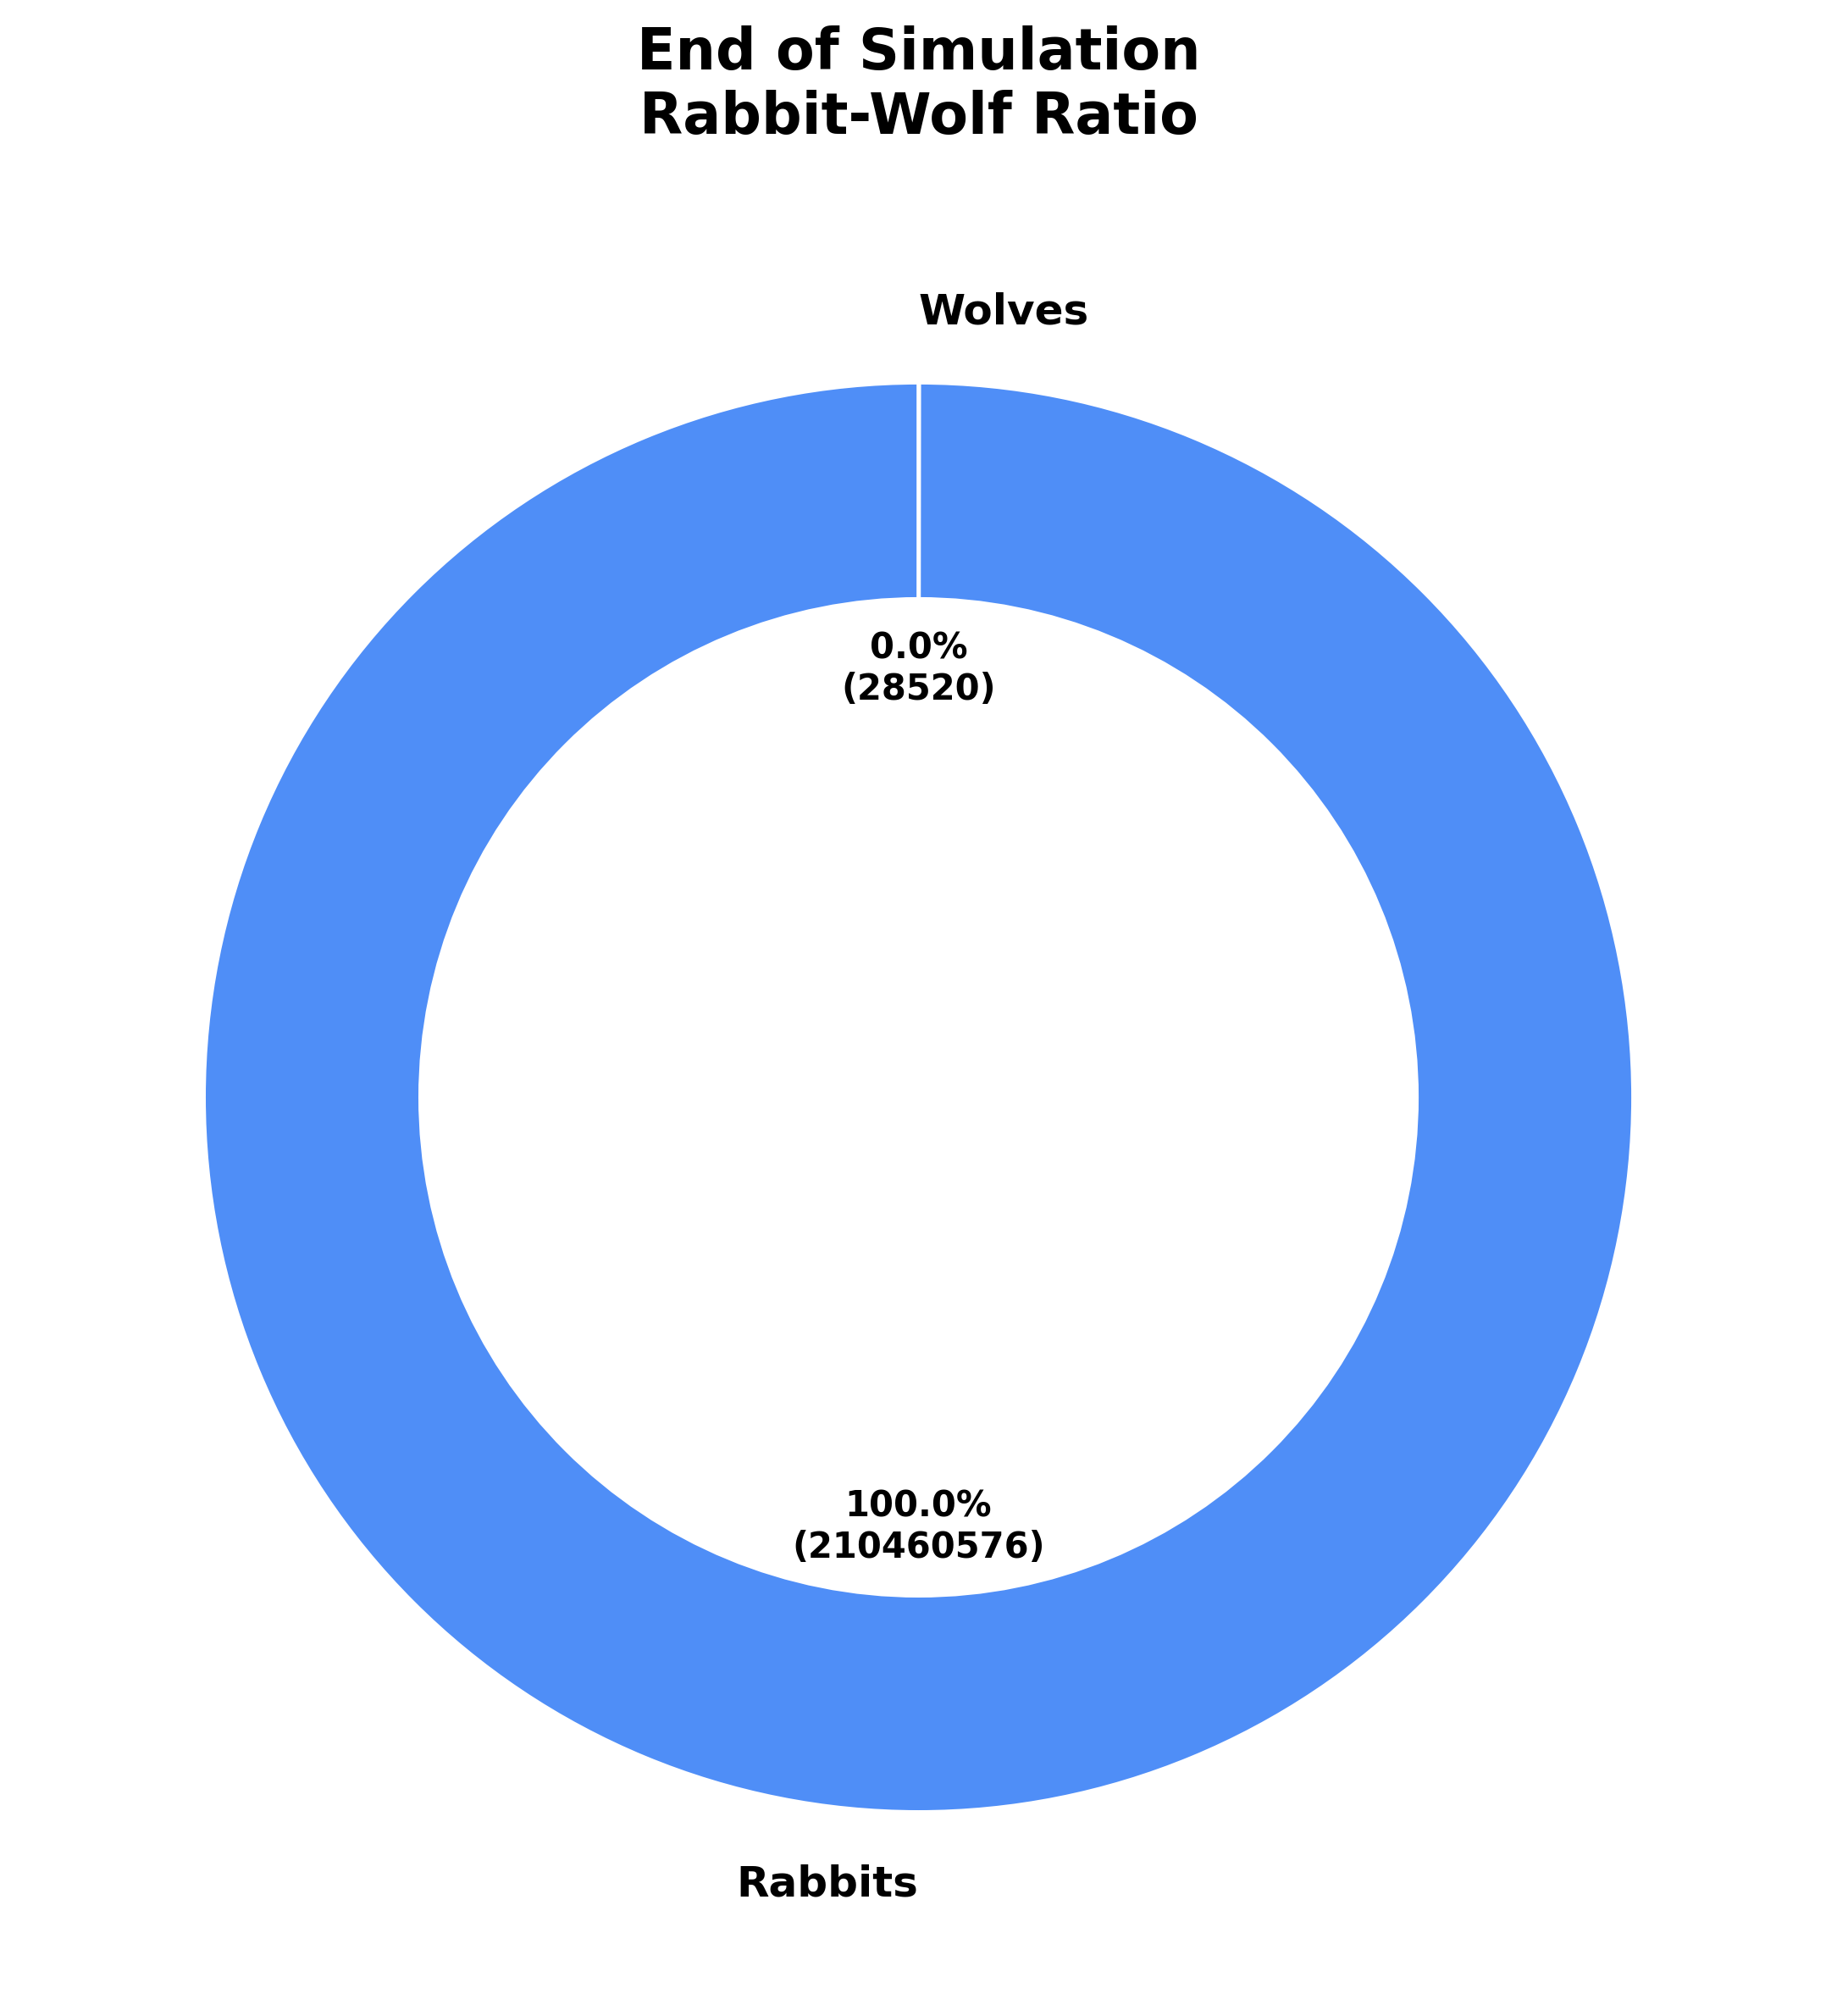 End of Simulation
Rabbit-Wolf Ratio
Wolves
0.0%
(28520)
100.0%
(210460576)
Rabbits